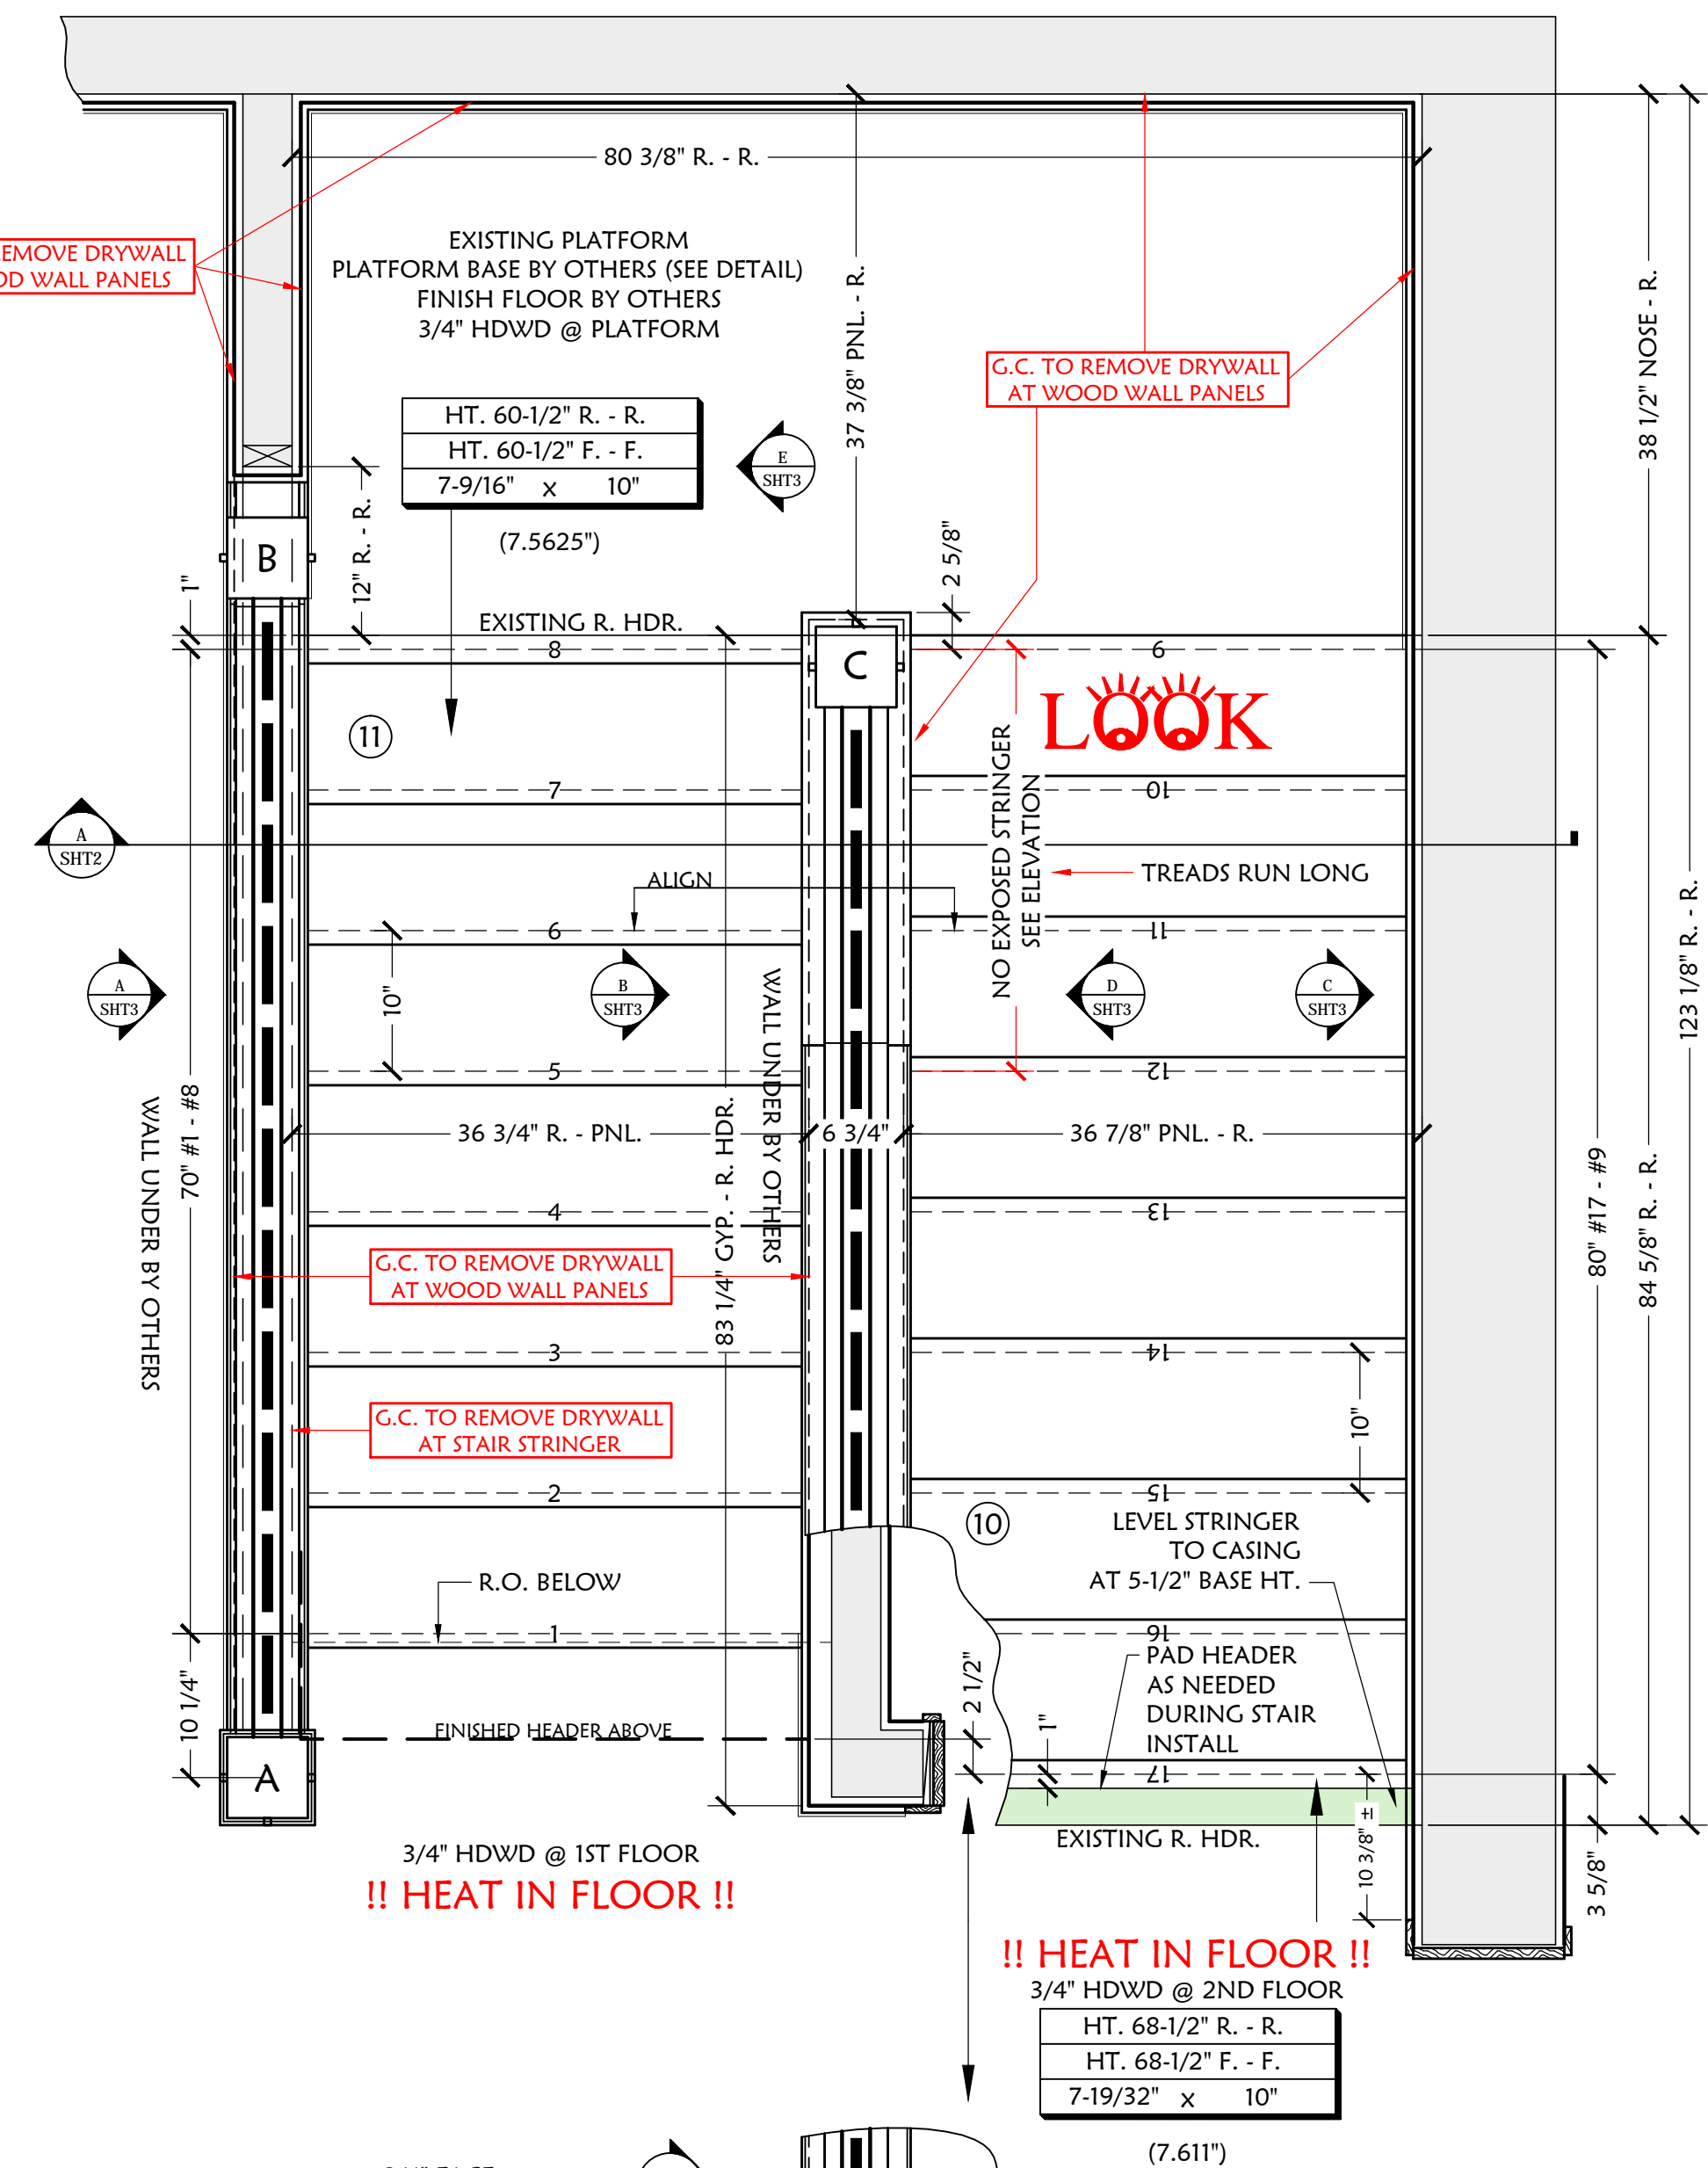 80 3/8" R. - R.
EMOVE DRYWALL
OD WALL PANELS
EXISTING PLATFORM
PLATFORM BASE BY OTHERS (SEE DETAIL)
FINISH FLOOR BY OTHERS
3/4" HDWD @ PLATFORM
37 3/8" PNL. - R.
38 1/2" NOSE - R.
G.C. TO REMOVE DRYWALL
AT WOOD WALL PANELS
HT. 60-1/2" R. - R.
HT. 60-1/2" F. - F.
7-9/16" x 10"
(7.5625")
E
SHT3
B
12" R. - R.
1"
2 5/8"
EXISTING R. HDR.
8
C
9
LOOK
11
7
10
NO EXPOSED STRINGER
SEE ELEVATION
A
SHT2
TREADS RUN LONG
ALIGN
6
11
123 1/8" R. - R.
A
SHT3
10"
B
SHT3
D
SHT3
C
SHT3
WALL UNDER BY OTHERS
5
12
70" #1 - #8
WALL UNDER BY OTHERS
36 3/4" R. - PNL.
6 3/4"
36 7/8" PNL. - R.
83 1/4" GYP. - R. HDR.
80" #17 - #9
84 5/8" R. - R.
4
13
G.C. TO REMOVE DRYWALL
AT WOOD WALL PANELS
3
14
G.C. TO REMOVE DRYWALL
AT STAIR STRINGER
10"
2
15
10
LEVEL STRINGER
TO CASING
AT 5-1/2" BASE HT.
R.O. BELOW
1
16
PAD HEADER
AS NEEDED
DURING STAIR
INSTALL
10 1/4"
2 1/2"
1"
FINISHED HEADER ABOVE
A
17
EXISTING R. HDR.
10 3/8" ±
3 5/8"
3/4" HDWD @ 1ST FLOOR
!! HEAT IN FLOOR !!
!! HEAT IN FLOOR !!
3/4" HDWD @ 2ND FLOOR
HT. 68-1/2" R. - R.
HT. 68-1/2" F. - F.
7-19/32" x 10"
(7.611")